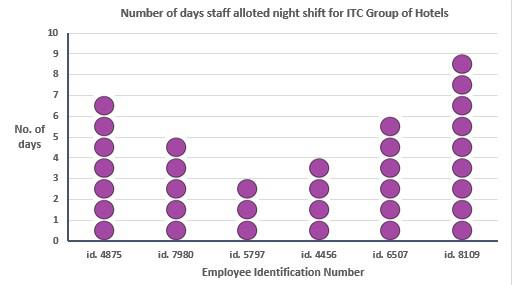 Number of days staff alloted night shift for ITC Group of Hotels
10
9
8
7
6
5
4
3
2
1
0
No. of
days
id. 4875 id. 7980 id. 5797 id. 4456 id. 6507 id. 8109
Employee Identification Number